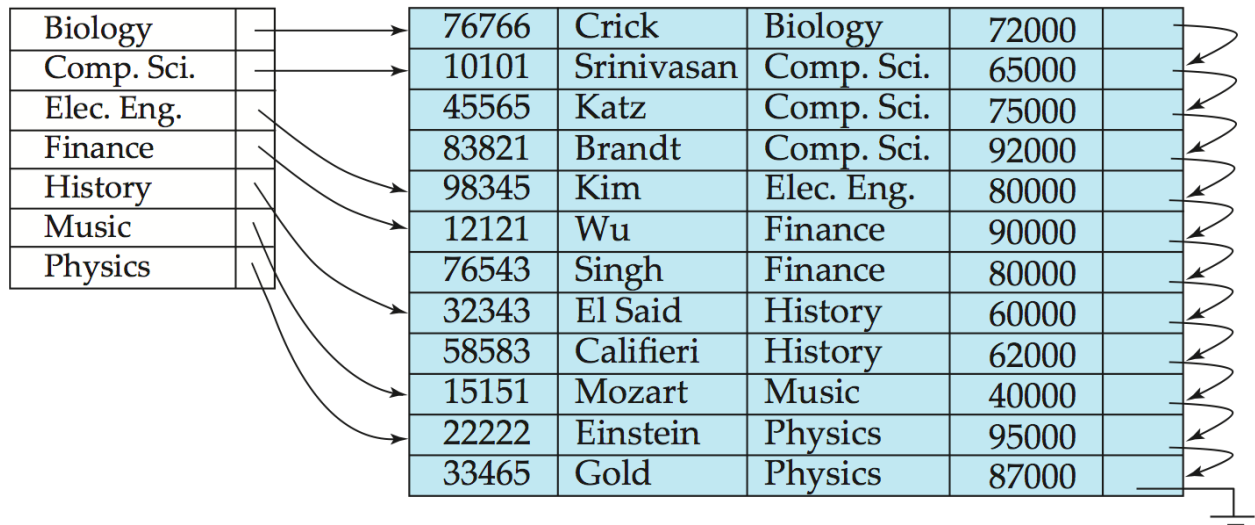 Biology 76766 Crick Biology 72000
Comp. Sci. 10101 Srinivasan Comp. Sci. 65000
Elec. Eng. 45565 Katz Comp. Sci. 75000
Finance 83821 Brandt Comp. Sci. 92000
History 98345 Kim Elec. Eng. 80000
Music 12121 Wu Finance 90000
Physics 76543 Singh Finance 80000
32343 El Said History 60000
58583 Califieri History 62000
15151 Mozart Music 40000
22222 Einstein Physics 95000
33465 Gold Physics 87000